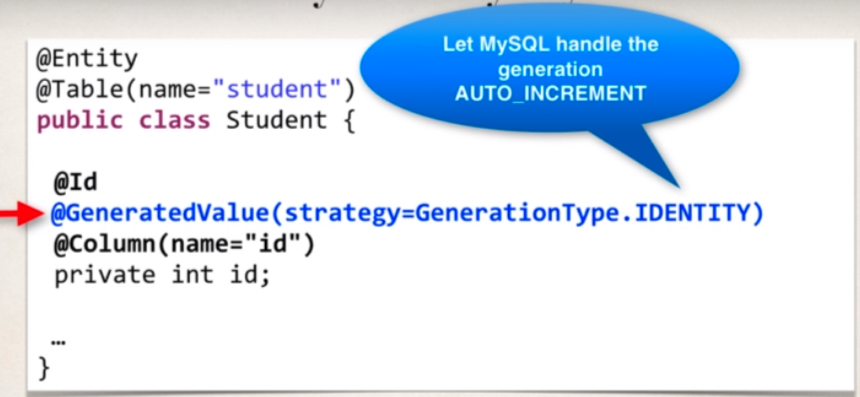 @Entity
@Table(name="student")
public class Student {
Let MySQL handle the
generation
AUTO_INCREMENT
@Id
@GeneratedValue(strategy=GenerationType.IDENTITY)
@Column(name="id")
private int id;
…
}